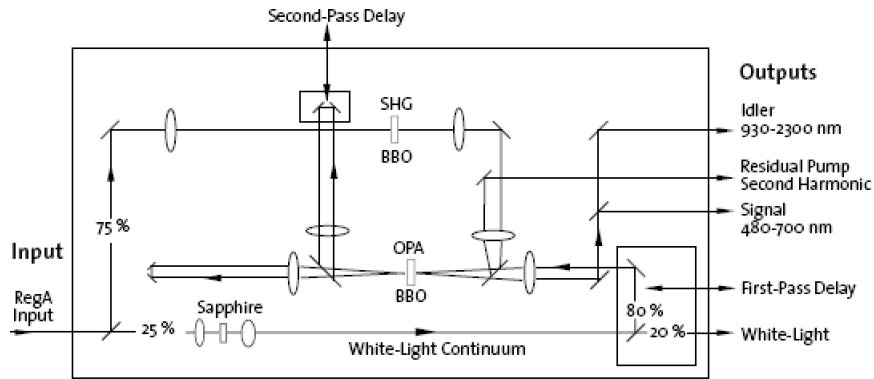 Second-Pass Delay
Outputs
SHG
BBO
Idler
930-2300 nm
Residual Pump
Second Harmonic
75 %
Signal
480-700 nm
Input
OPA
BBO
RegA
Input
Sapphire
First-Pass Delay
80 %
25 %
20 %
White-Light
White-Light Continuum